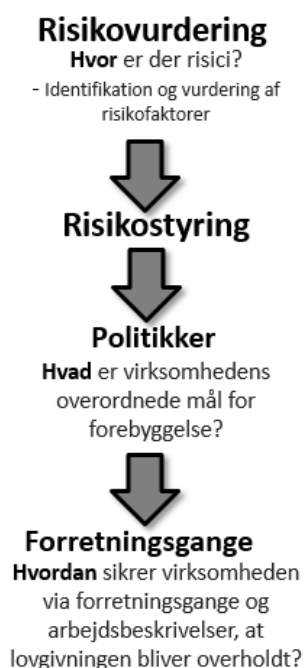 Risikovurdering
Hvor er der risici?
- Identifikation og vurdering af
risikofaktorer
Risikostyring
Politikker
Hvad er virksomhedens
overordnede mål for
forebyggelse?
Forretningsgange
Hvordan sikrer virksomheden
via forretningsgange og
arbejdsbeskrivelser, at
lovgivningen bliver overholdt?